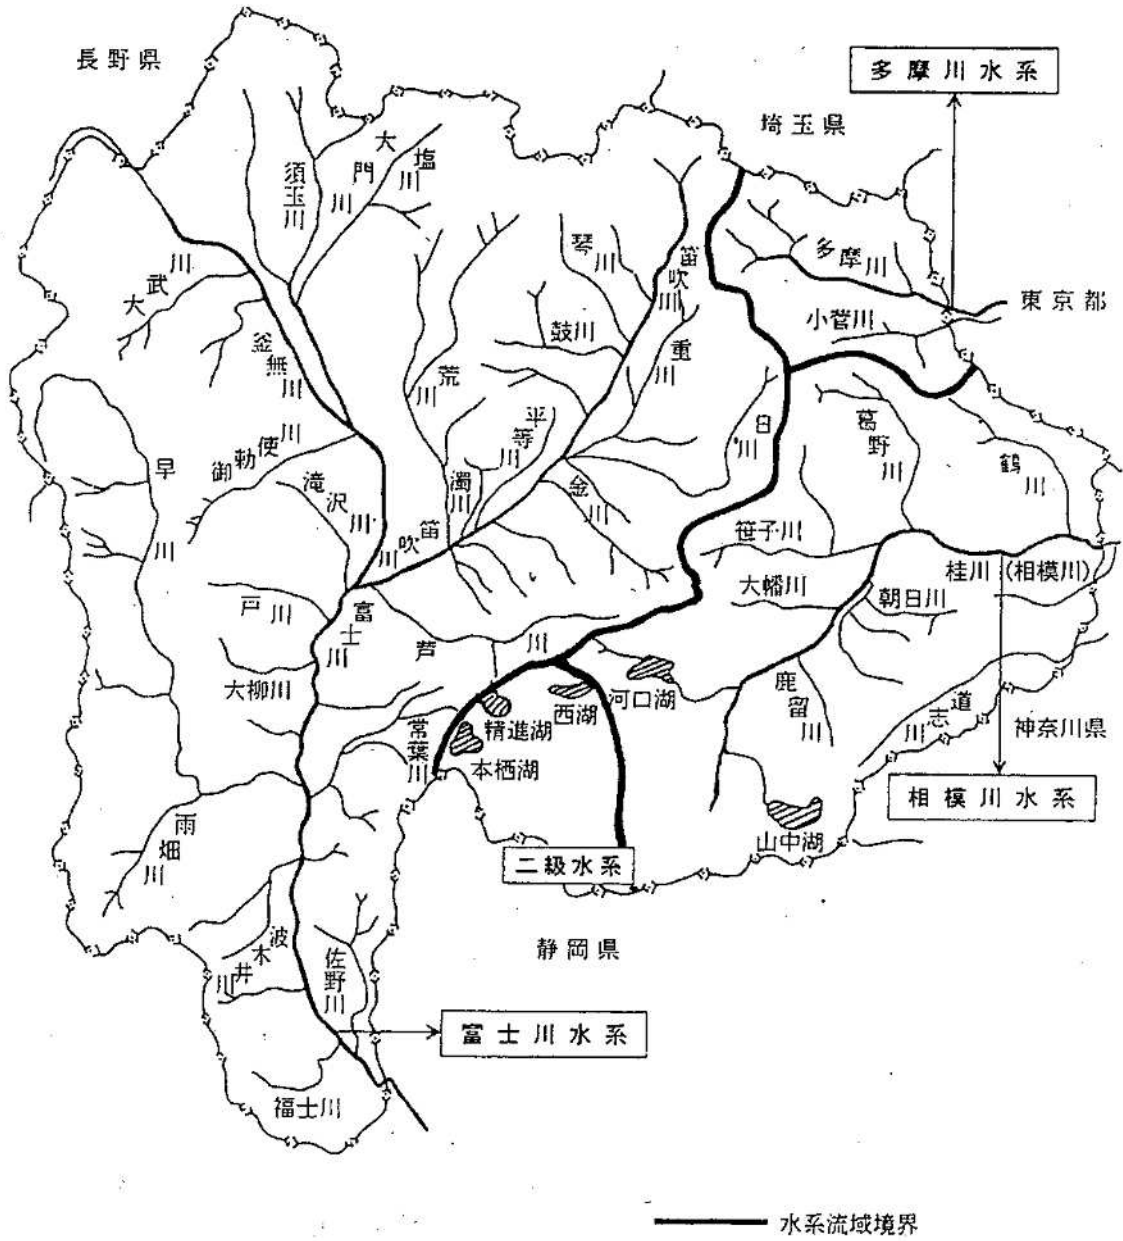 長野県
多摩川水系
埼玉県
大門川
塩川
須玉川
琴川
笛吹川
多摩川
大武川
東京都
小菅川
鼓川
重川
釜無川
荒川
日川
平等川
葛野川
鶴川
御勅使川
早川
滝沢川
濁川
金川
笛吹川
笹子川
桂川(相模川)
大幡川
朝日川
戸川
富士川
芦川
大柳川
河口湖
西湖
精進湖
本栖湖
常葉川
鹿留川
道志川
神奈川県
相模川水系
山中湖
雨畑川
二級水系
静岡県
波木井川
佐野川
富士川水系
福士川
水系流域境界